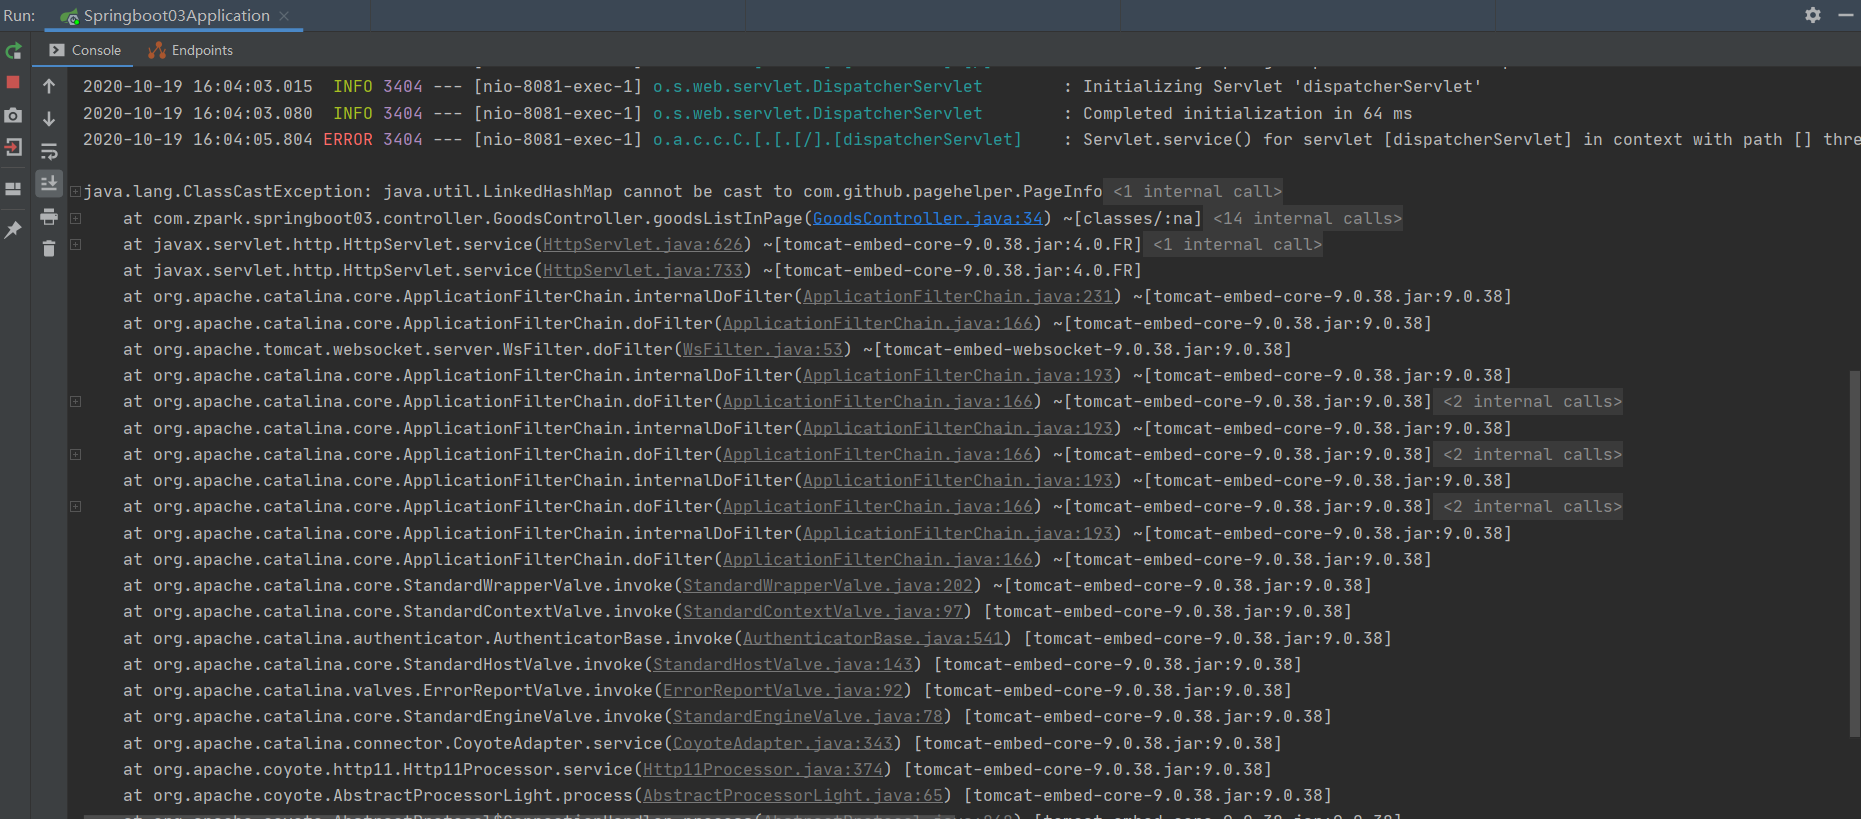 Run: Springboot03Application
Console Endpoints
2020-10-19 16:04:03.015  INFO 3404 --- [nio-8081-exec-1] o.s.web.servlet.DispatcherServlet        : Initializing Servlet 'dispatcherServlet'
2020-10-19 16:04:03.080  INFO 3404 --- [nio-8081-exec-1] o.s.web.servlet.DispatcherServlet        : Completed initialization in 64 ms
2020-10-19 16:04:05.804 ERROR 3404 --- [nio-8081-exec-1] o.a.c.c.C.[.[.[/].[dispatcherServlet]    : Servlet.service() for servlet [dispatcherServlet] in context with path [] thre
java.lang.ClassCastException: java.util.LinkedHashMap cannot be cast to com.github.pagehelper.PageInfo <1 internal call>
at com.zpark.springboot03.controller.GoodsController.goodsListInPage(GoodsController.java:34) ~[classes/:na] <14 internal calls>
at javax.servlet.http.HttpServlet.service(HttpServlet.java:626) ~[tomcat-embed-core-9.0.38.jar:4.0.FR] <1 internal call>
at javax.servlet.http.HttpServlet.service(HttpServlet.java:733) ~[tomcat-embed-core-9.0.38.jar:4.0.FR]
at org.apache.catalina.core.ApplicationFilterChain.internalDoFilter(ApplicationFilterChain.java:231) ~[tomcat-embed-core-9.0.38.jar:9.0.38]
at org.apache.catalina.core.ApplicationFilterChain.doFilter(ApplicationFilterChain.java:166) ~[tomcat-embed-core-9.0.38.jar:9.0.38]
at org.apache.tomcat.websocket.server.WsFilter.doFilter(WsFilter.java:53) ~[tomcat-embed-websocket-9.0.38.jar:9.0.38]
at org.apache.catalina.core.ApplicationFilterChain.internalDoFilter(ApplicationFilterChain.java:193) ~[tomcat-embed-core-9.0.38.jar:9.0.38]
at org.apache.catalina.core.ApplicationFilterChain.doFilter(ApplicationFilterChain.java:166) ~[tomcat-embed-core-9.0.38.jar:9.0.38] <2 internal calls>
at org.apache.catalina.core.ApplicationFilterChain.internalDoFilter(ApplicationFilterChain.java:193) ~[tomcat-embed-core-9.0.38.jar:9.0.38]
at org.apache.catalina.core.ApplicationFilterChain.doFilter(ApplicationFilterChain.java:166) ~[tomcat-embed-core-9.0.38.jar:9.0.38] <2 internal calls>
at org.apache.catalina.core.ApplicationFilterChain.internalDoFilter(ApplicationFilterChain.java:193) ~[tomcat-embed-core-9.0.38.jar:9.0.38]
at org.apache.catalina.core.ApplicationFilterChain.doFilter(ApplicationFilterChain.java:166) ~[tomcat-embed-core-9.0.38.jar:9.0.38] <2 internal calls>
at org.apache.catalina.core.ApplicationFilterChain.internalDoFilter(ApplicationFilterChain.java:193) ~[tomcat-embed-core-9.0.38.jar:9.0.38]
at org.apache.catalina.core.ApplicationFilterChain.doFilter(ApplicationFilterChain.java:166) ~[tomcat-embed-core-9.0.38.jar:9.0.38]
at org.apache.catalina.core.StandardWrapperValve.invoke(StandardWrapperValve.java:202) ~[tomcat-embed-core-9.0.38.jar:9.0.38]
at org.apache.catalina.core.StandardContextValve.invoke(StandardContextValve.java:97) [tomcat-embed-core-9.0.38.jar:9.0.38]
at org.apache.catalina.authenticator.AuthenticatorBase.invoke(AuthenticatorBase.java:541) [tomcat-embed-core-9.0.38.jar:9.0.38]
at org.apache.catalina.core.StandardHostValve.invoke(StandardHostValve.java:143) [tomcat-embed-core-9.0.38.jar:9.0.38]
at org.apache.catalina.valves.ErrorReportValve.invoke(ErrorReportValve.java:92) [tomcat-embed-core-9.0.38.jar:9.0.38]
at org.apache.catalina.core.StandardEngineValve.invoke(StandardEngineValve.java:78) [tomcat-embed-core-9.0.38.jar:9.0.38]
at org.apache.catalina.connector.CoyoteAdapter.service(CoyoteAdapter.java:343) [tomcat-embed-core-9.0.38.jar:9.0.38]
at org.apache.coyote.http11.Http11Processor.service(Http11Processor.java:374) [tomcat-embed-core-9.0.38.jar:9.0.38]
at org.apache.coyote.AbstractProcessorLight.process(AbstractProcessorLight.java:65) [tomcat-embed-core-9.0.38.jar:9.0.38]